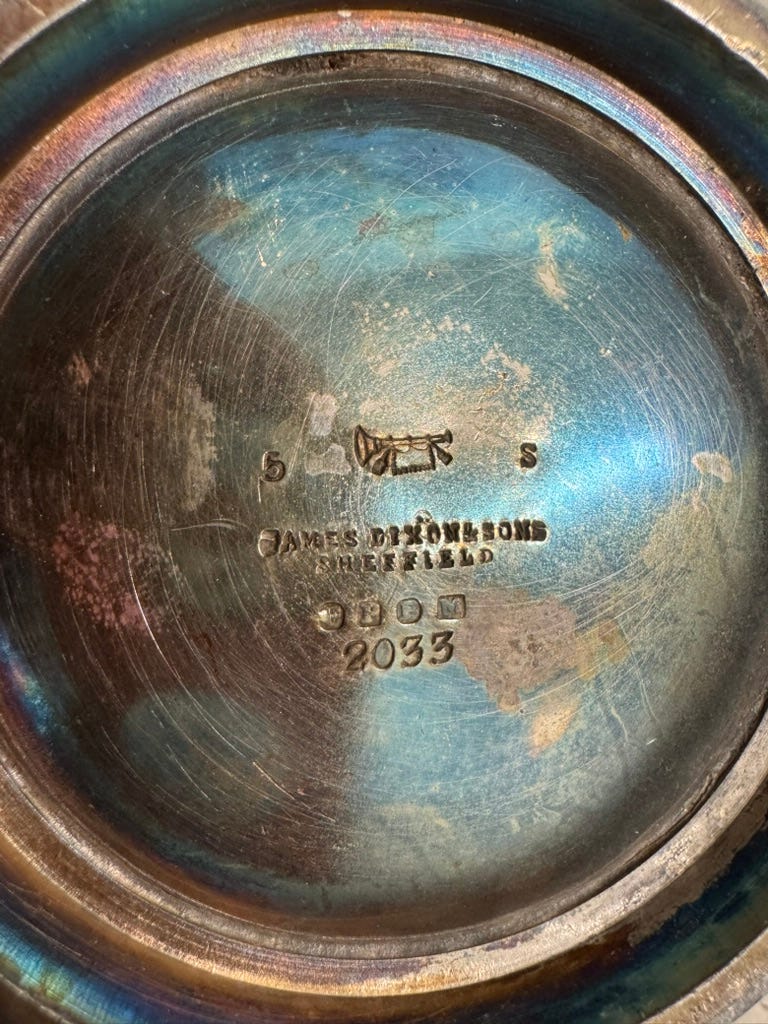 5 S
JAMES DIXON & SONS
SHEFFIELD
E P B M
2033